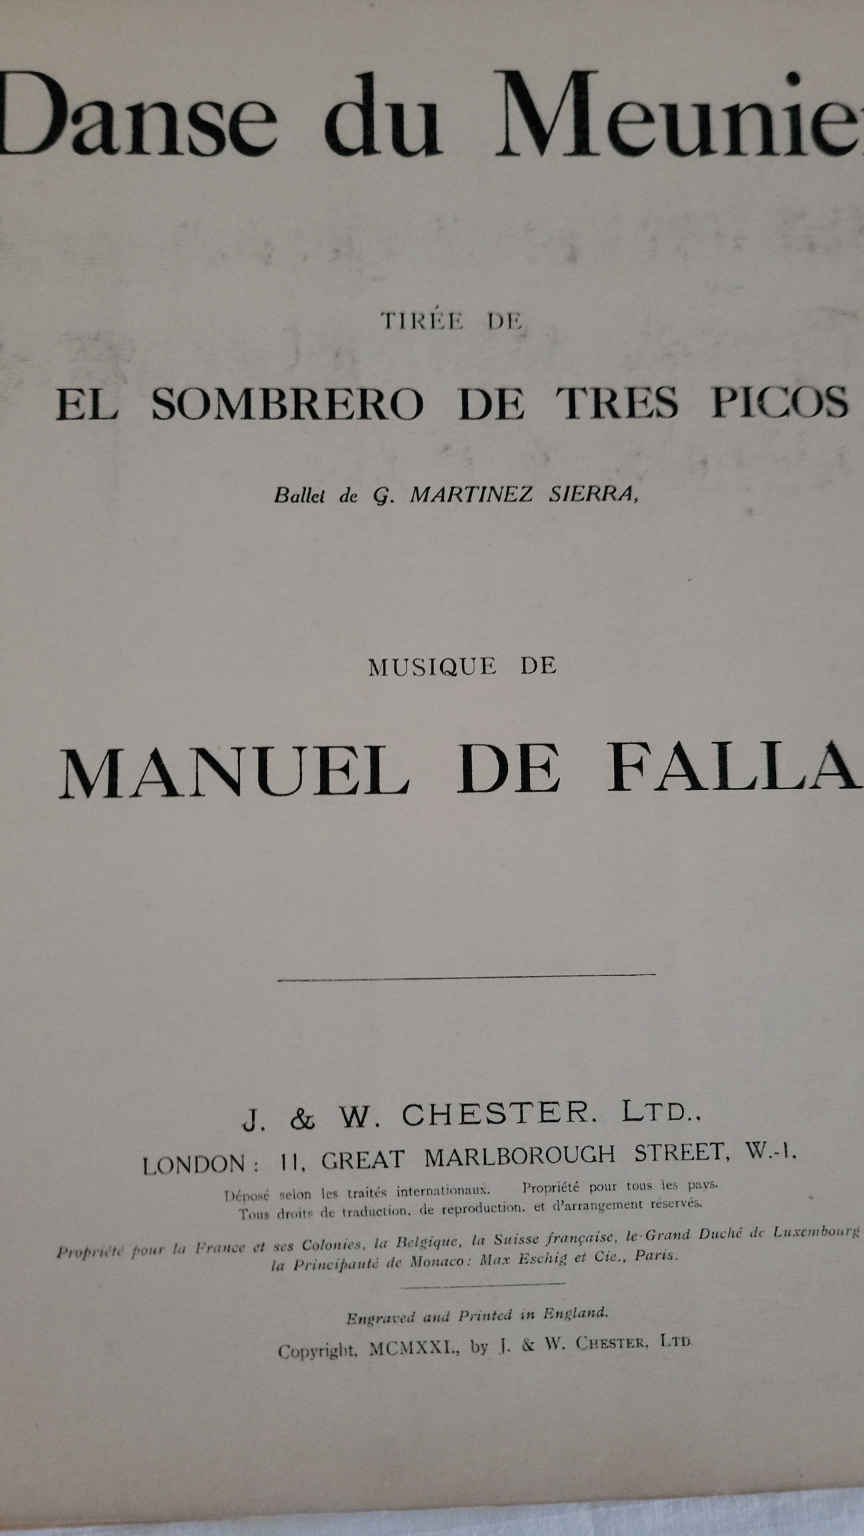 Danse du Meunier
TIRÉE DE
EL SOMBRERO DE TRES PICOS
Ballet de G. MARTINEZ SIERRA,
MUSIQUE DE
MANUEL DE FALLA
J. & W. CHESTER, LTD.,
LONDON: 11, GREAT MARLBOROUGH STREET, W.-1.
Déposé selon les traités internationaux. Propriété pour tous les pays.
Tous droits de traduction, de reproduction, et d'arrangement réservés.
Propriété pour la France et ses Colonies, la Belgique, la Suisse française, le Grand Duché de Luxembourg
la Principauté de Monaco: Max Eschig et Cie., Paris.
Engraved and Printed in England.
Copyright, MCMXXI., by J. & W. CHESTER, LTD